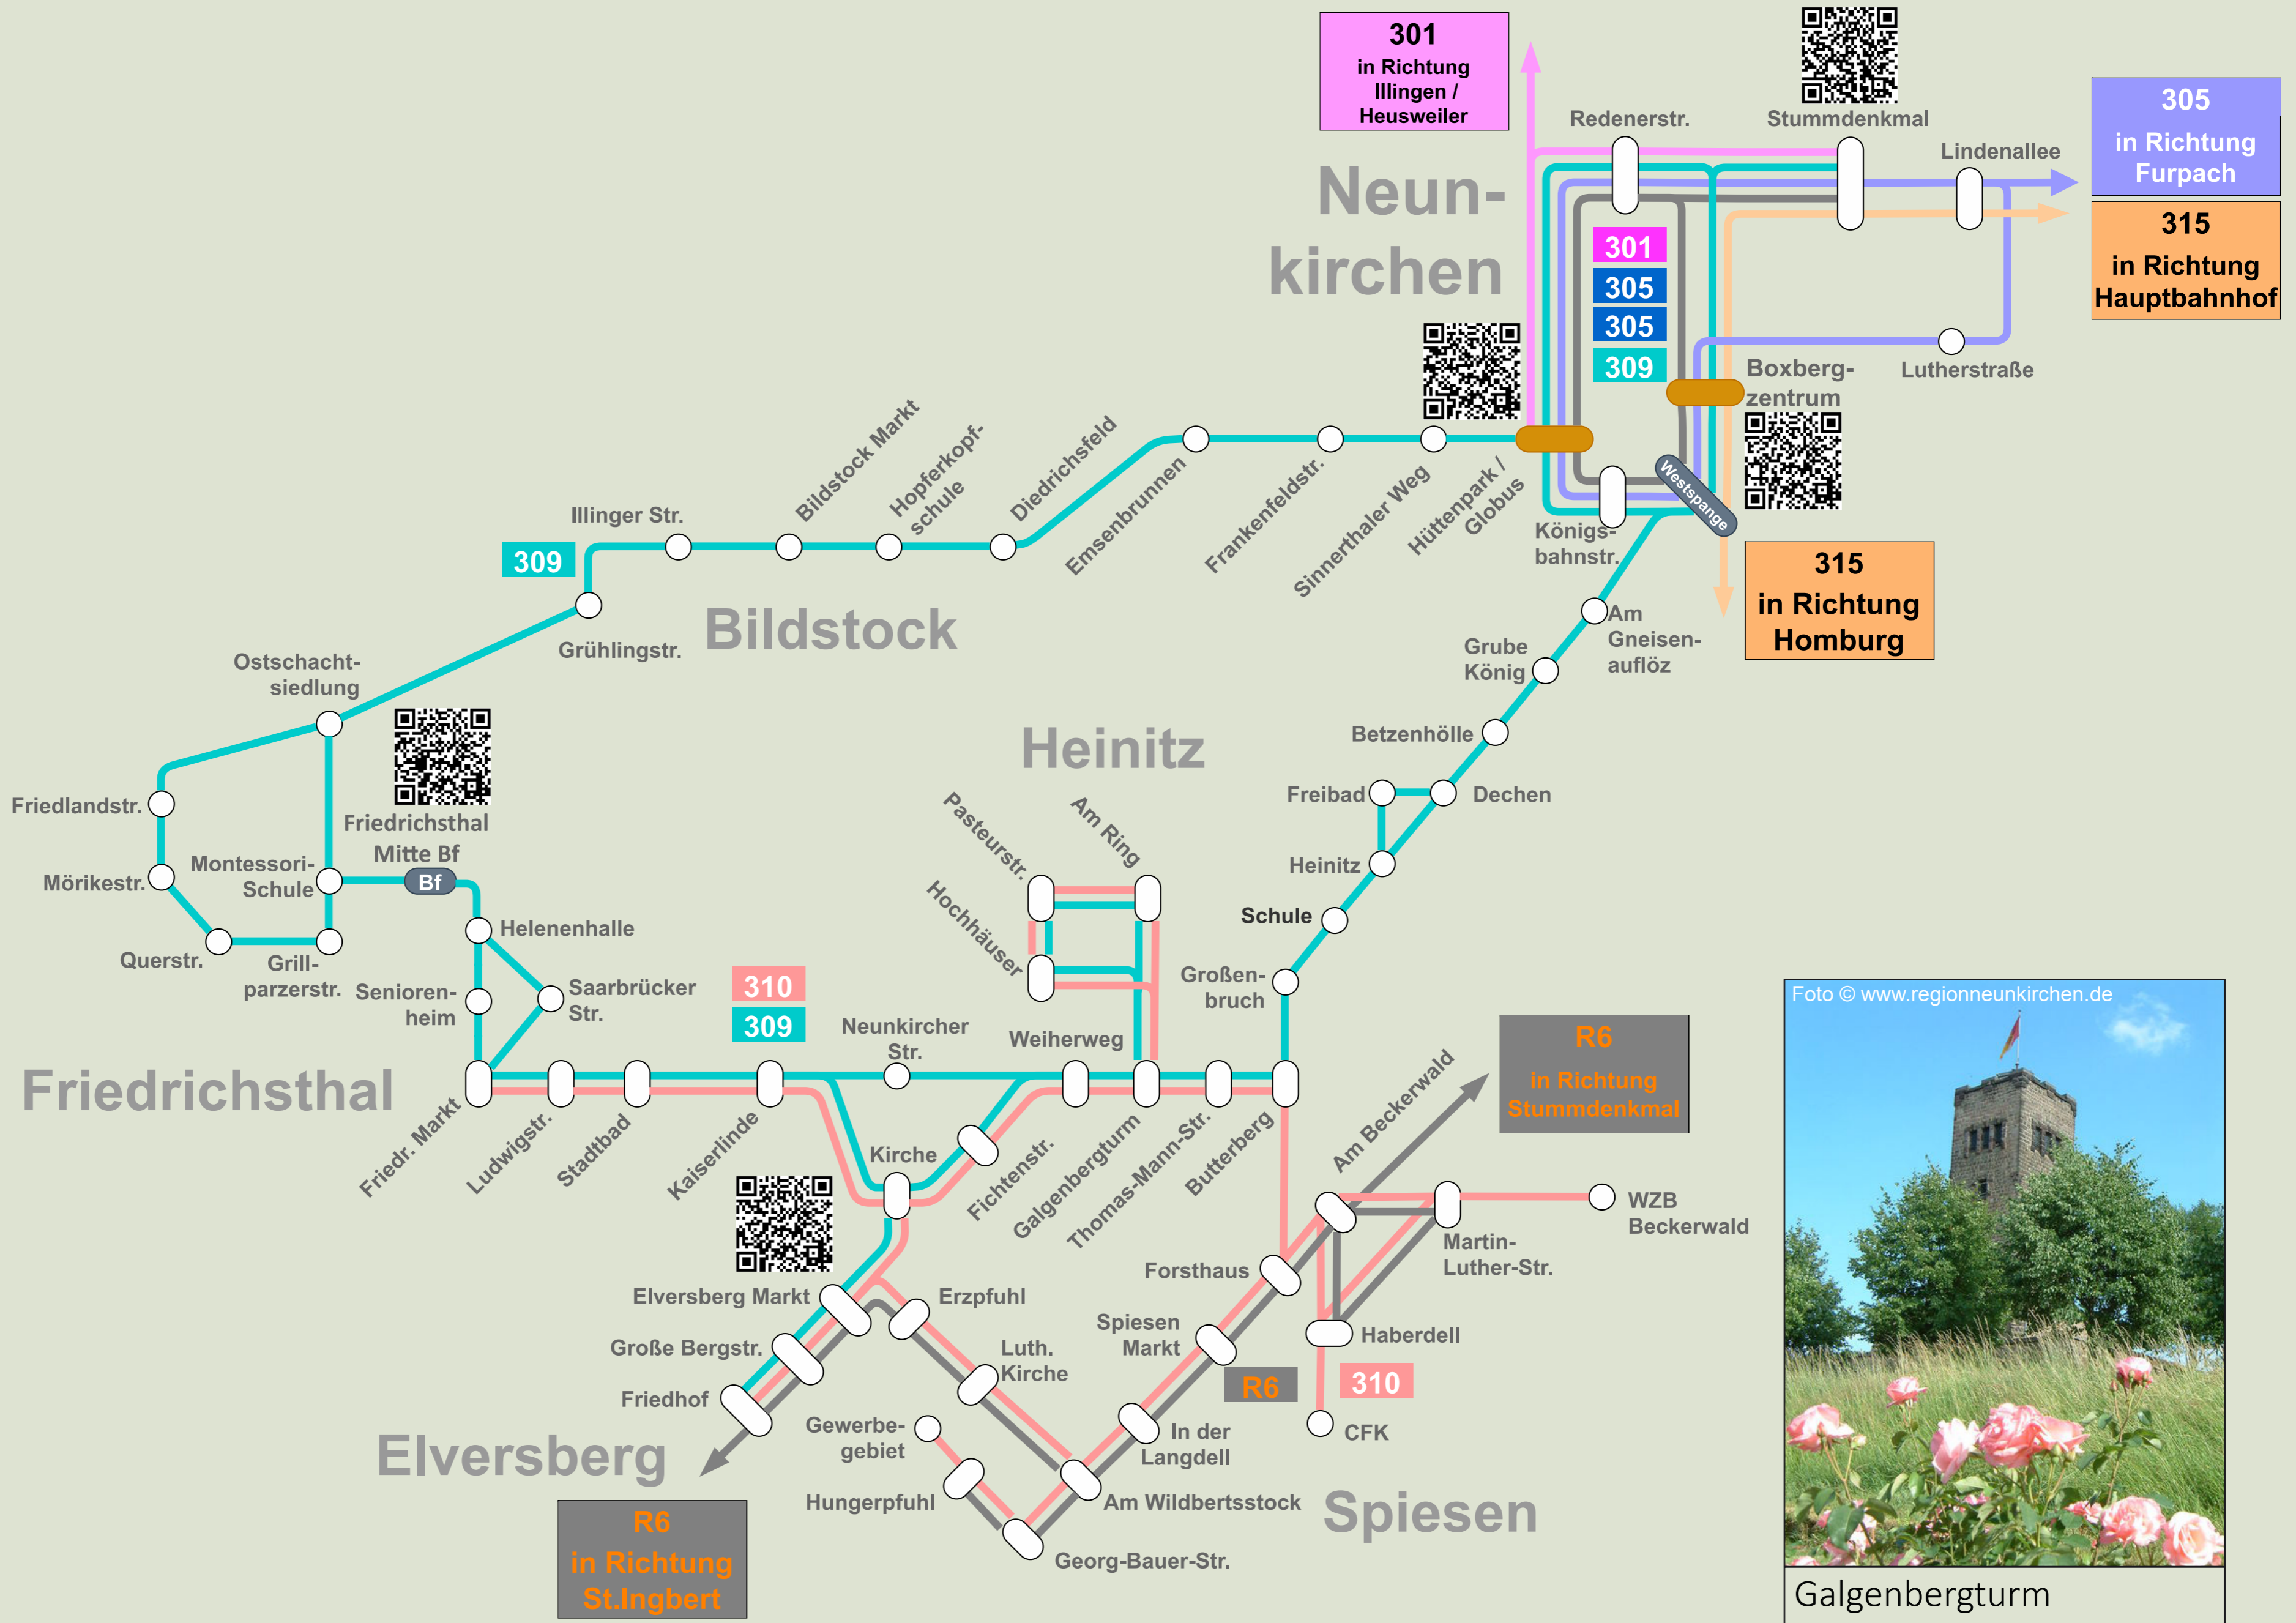 301
in Richtung
Illingen /
Heusweiler
Redenerstr.
Stummdenkmal
Lindenallee
305
in Richtung
Furpach
315
in Richtung
Hauptbahnhof
Neun-
kirchen
301
305
305
309
Boxberg-
zentrum
Lutherstraße
Westspange
Königs-
bahnstr.
315
in Richtung
Homburg
Hüttenpark /
Globus
Sinnerthaler Weg
Frankenfeldstr.
Emsenbrunnen
Diedrichsfeld
Hopferkopf-
schule
Bildstock Markt
Illinger Str.
309
Grühlingstr.
Bildstock
Ostschacht-
siedlung
Friedlandstr.
Mörikestr.
Querstr.
Grill-
parzerstr.
Montessori-
Schule
Friedrichsthal
Mitte Bf
Bf
Helenenhalle
Senioren-
heim
Saarbrücker
Str.
Friedrichsthal
Friedr. Markt
Ludwigstr.
Stadtbad
Kaiserlinde
310
309
Neunkircher
Str.
Kirche
Fichtenstr.
Weiherweg
Galgenbergturm
Thomas-Mann-Str.
Butterberg
Heinitz
Pasteurstr.
Am Ring
Hochhäuser
Am
Gneisen-
auflöz
Grube
König
Betzenhölle
Freibad
Dechen
Heinitz
Schule
Großen-
bruch
Am Beckerwald
R6
in Richtung
Stummdenkmal
WZB
Beckerwald
Martin-
Luther-Str.
Forsthaus
Haberdell
Spiesen
Markt
R6
310
CFK
In der
Langdell
Am Wildbertsstock
Georg-Bauer-Str.
Spiesen
Elversberg Markt
Erzpfuhl
Große Bergstr.
Luth.
Kirche
Friedhof
Gewerbe-
gebiet
Hungerpfuhl
Elversberg
R6
in Richtung
St.Ingbert
Foto © www.regionneunkirchen.de
Galgenbergturm